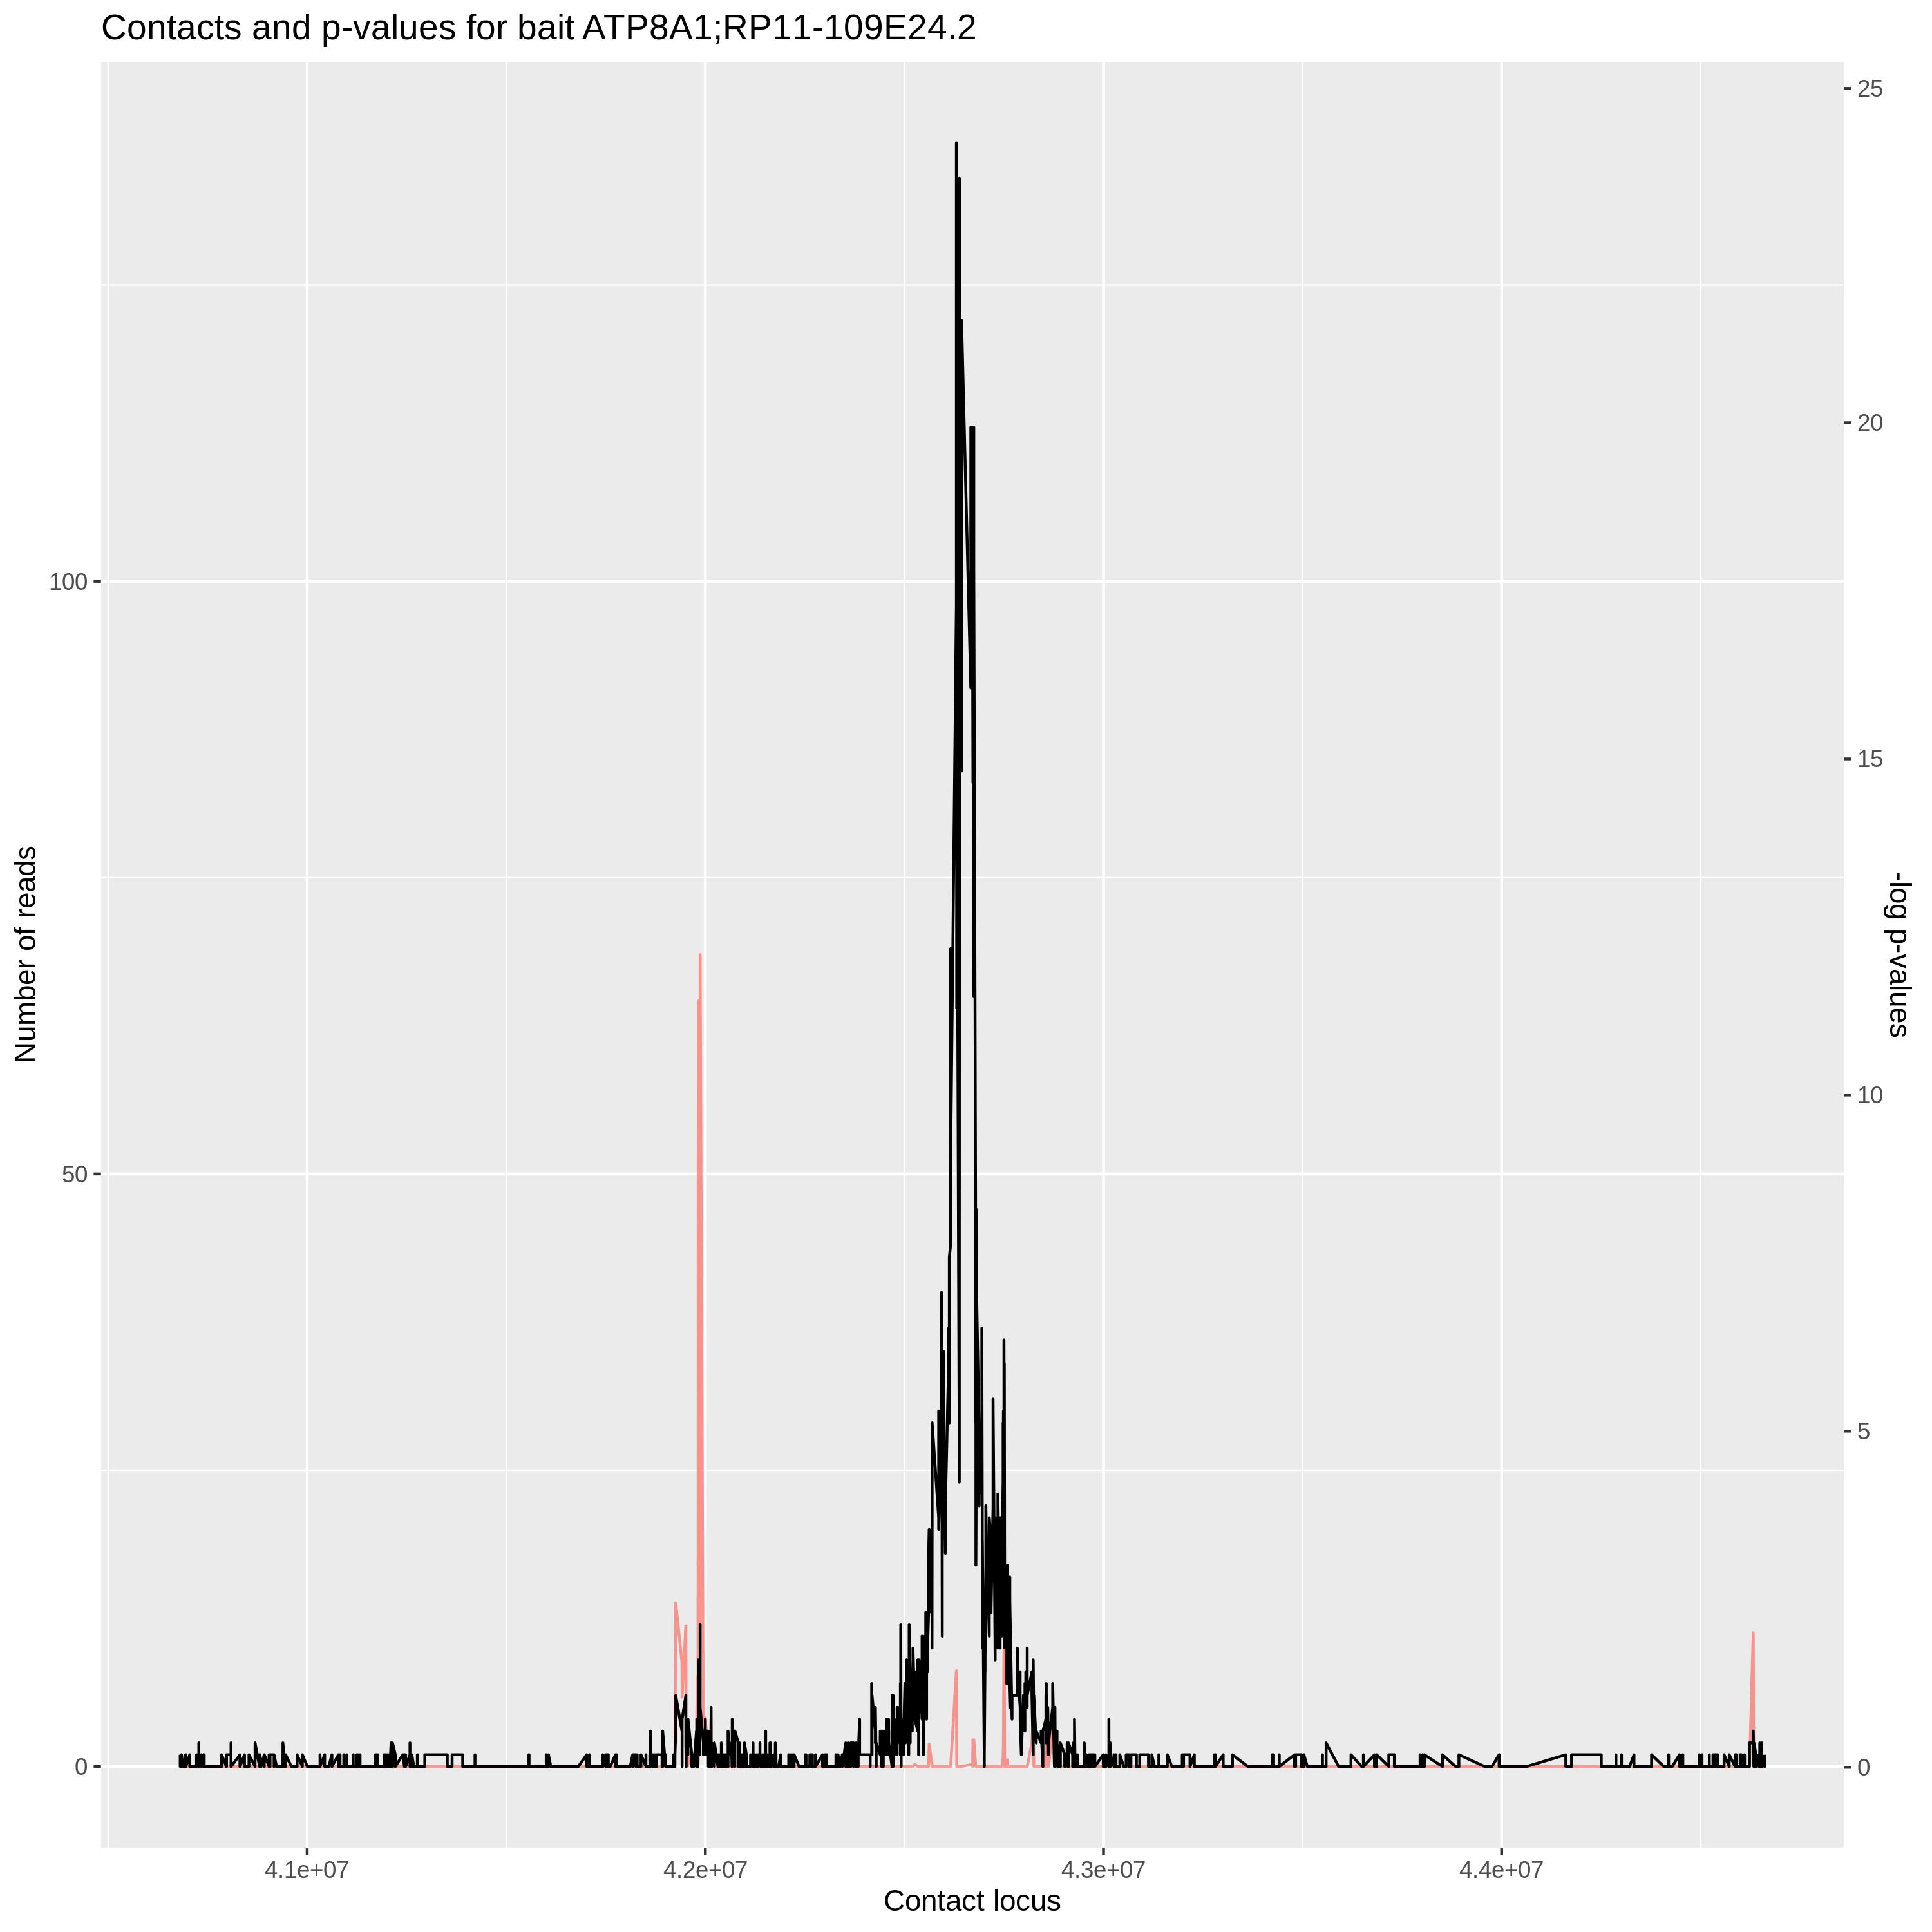 Contacts and p-values for bait ATP8A1;RP11-109E24.2
25
20
15
10
5
0
100
50
0
Number of reads
-log p-values
4.1e+07
4.2e+07
4.3e+07
4.4e+07
Contact locus